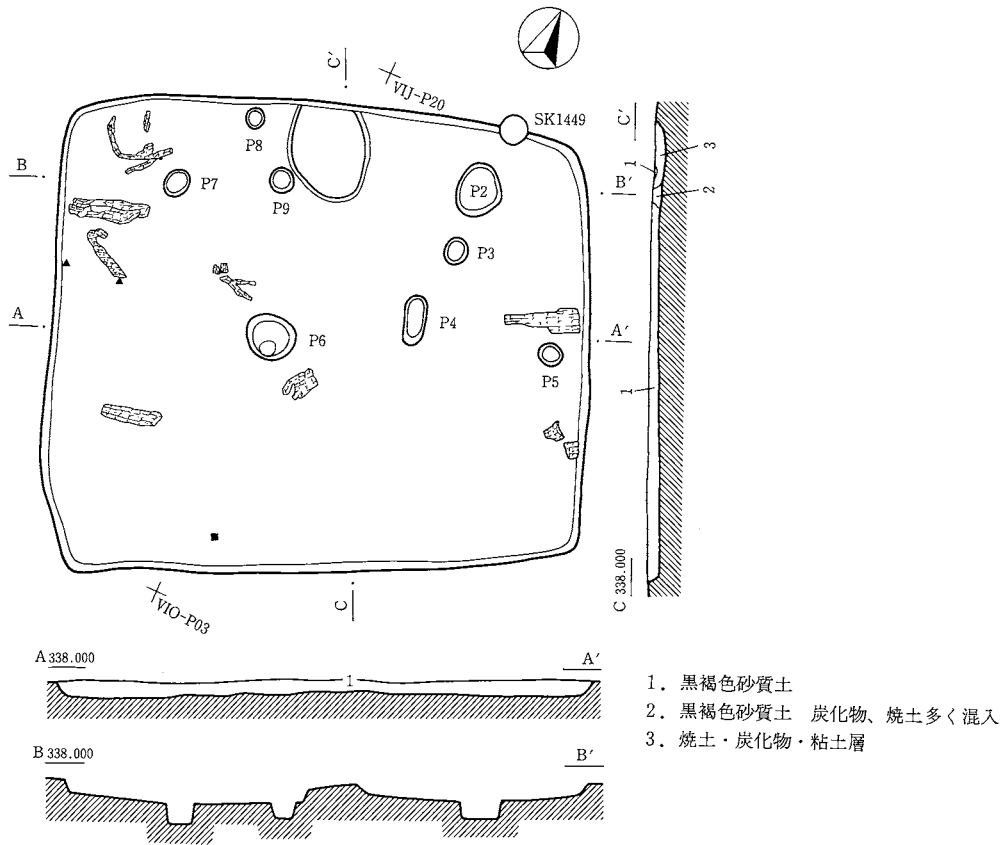 C'
VIJ-P20
SK1449
P8
B
P7
P9
P2
B'
P3
A
P6
P4
A'
P5
VIO-P03
C
C'
1
3
2
1
C 338.000
A 338.000
A'
1
B 338.000
B'
1. 黒褐色砂質土
2. 黒褐色砂質土 炭化物、焼土多く混入
3. 焼土・炭化物・粘土層